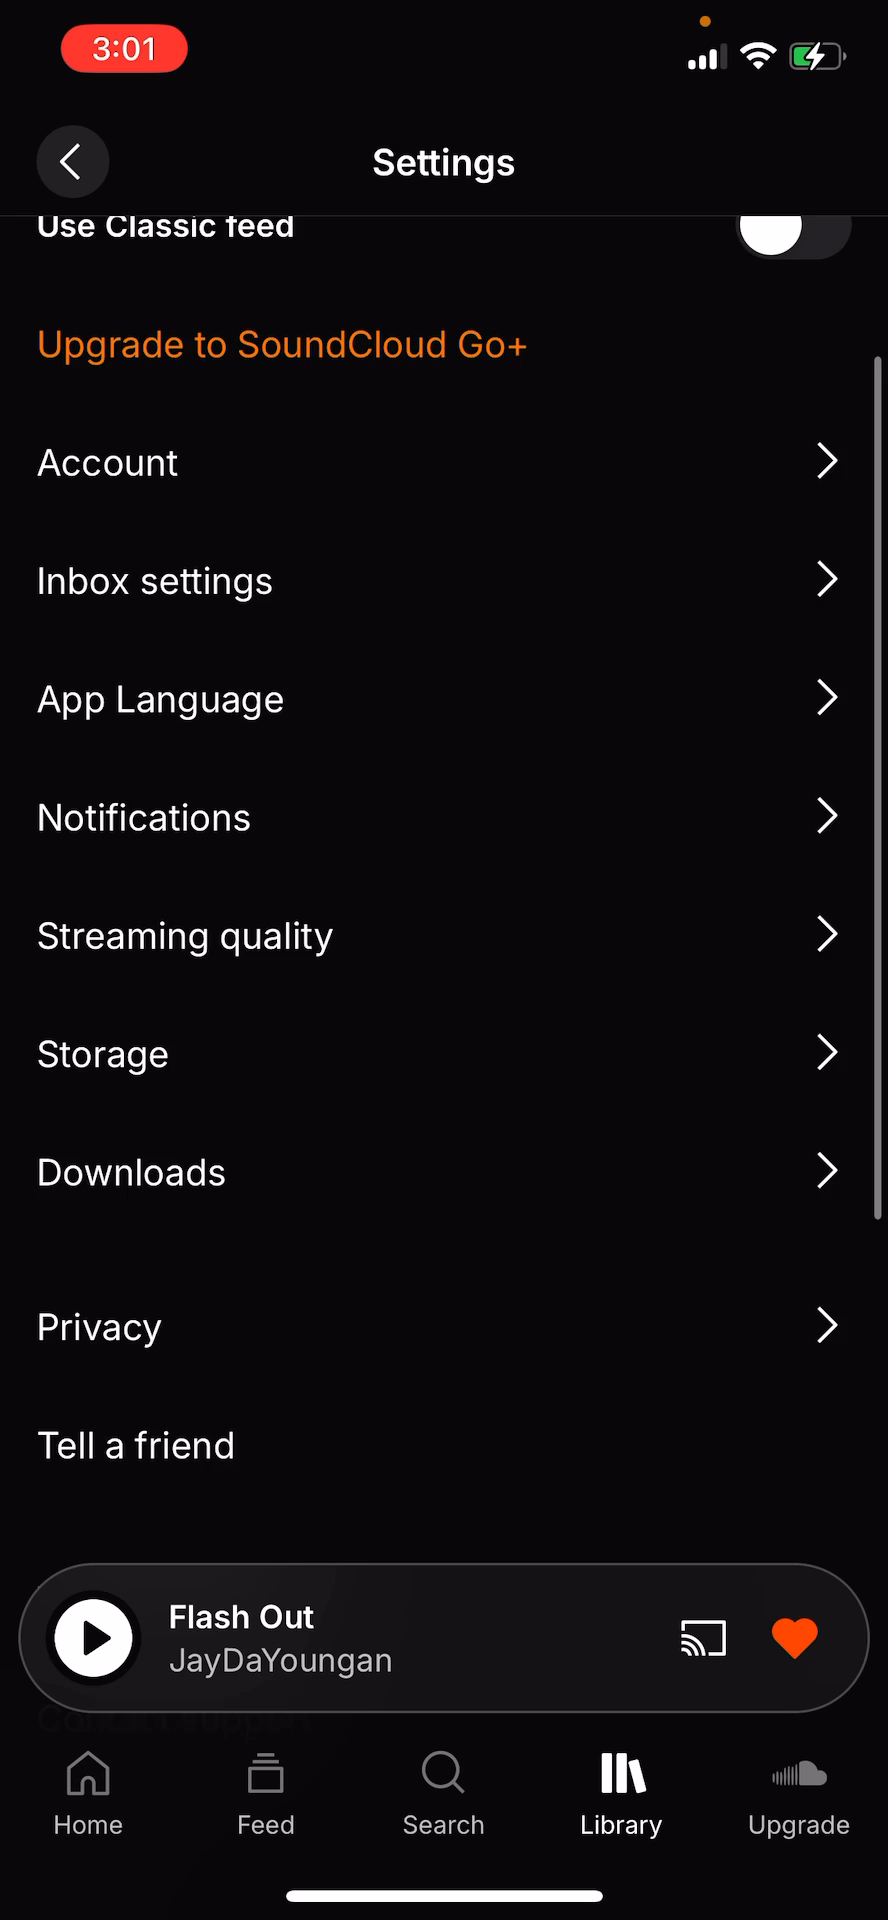 3:01
Settings
Use Classic feed
Upgrade to SoundCloud Go+
Account
Inbox settings
App Language
Notifications
Streaming quality
Storage
Downloads
Privacy
Tell a friend
Flash Out
JayDaYoungan
Home
Feed
Search
Library
Upgrade